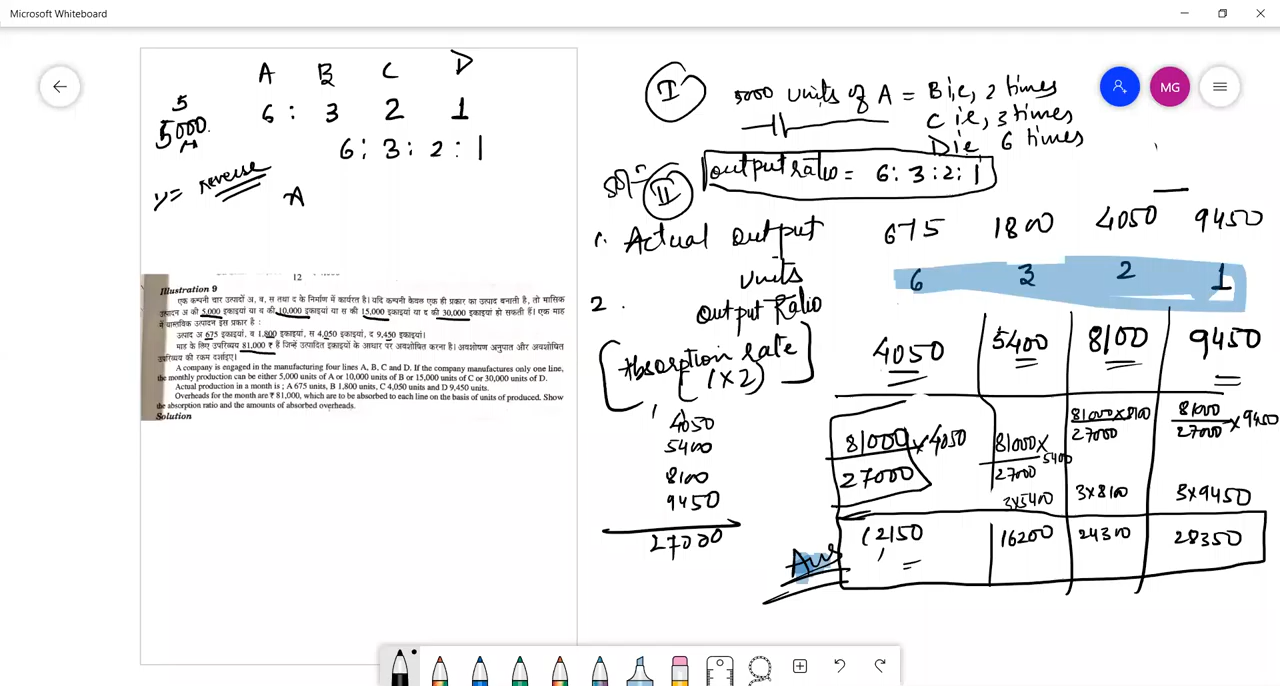 Microsoft Whiteboard
MG
A B C D
5
5000
6 : 3 2 1
6 : 3 : 2 : 1
reverse
A
I
5000 units of A = B ie, 2 times
C ie, 3 times
D ie, 6 times
II
output ratio = 6 : 3 : 2 : 1
1. Actual output units 675 1800 4050 9450
2. Output Ratio 6 3 2 1
Absorption rate (1 x 2) 4050 5400 8100 9450
4050
5400
8100
9450
27000
81000/27000 x 4050 81000 x 5400/27000 81000 x 8100/27000 81000/27000 x 9450
3 x 5400 3 x 8100 3 x 9450
Ans 12150 16200 24300 28350
12
Illustration 9
एक कम्पनी चार उत्पादों अ, ब, स तथा द के निर्माण में कार्यरत है। यदि कम्पनी केवल एक ही प्रकार का उत्पाद बनाती है, तो मासिक
उत्पादन अ की 5,000 इकाइयां या ब की 10,000 इकाइयां या स की 15,000 इकाइयां या द की 30,000 इकाइयां हो सकती हैं। एक माह
में वास्तविक उत्पादन इस प्रकार है :
उत्पाद अ 675 इकाइयां, ब 1,800 इकाइयां, स 4,050 इकाइयां, द 9,450 इकाइयां।
माह के लिए उपरिव्यय 81,000 ₹ हैं जिन्हें उत्पादित इकाइयों के आधार पर अवशोषित करना है। अवशोषण अनुपात और अवशोषित
उपरिव्यय की रकम दर्शाइए।
A company is engaged in the manufacturing four lines A, B, C and D. If the company manufactures only one line,
the monthly production can be either 5,000 units of A or 10,000 units of B or 15,000 units of C or 30,000 units of D.
Actual production in a month is ; A 675 units, B 1,800 units, C 4,050 units and D 9,450 units.
Overheads for the month are ₹ 81,000, which are to be absorbed to each line on the basis of units of produced. Show
the absorption ratio and the amounts of absorbed overheads.
Solution